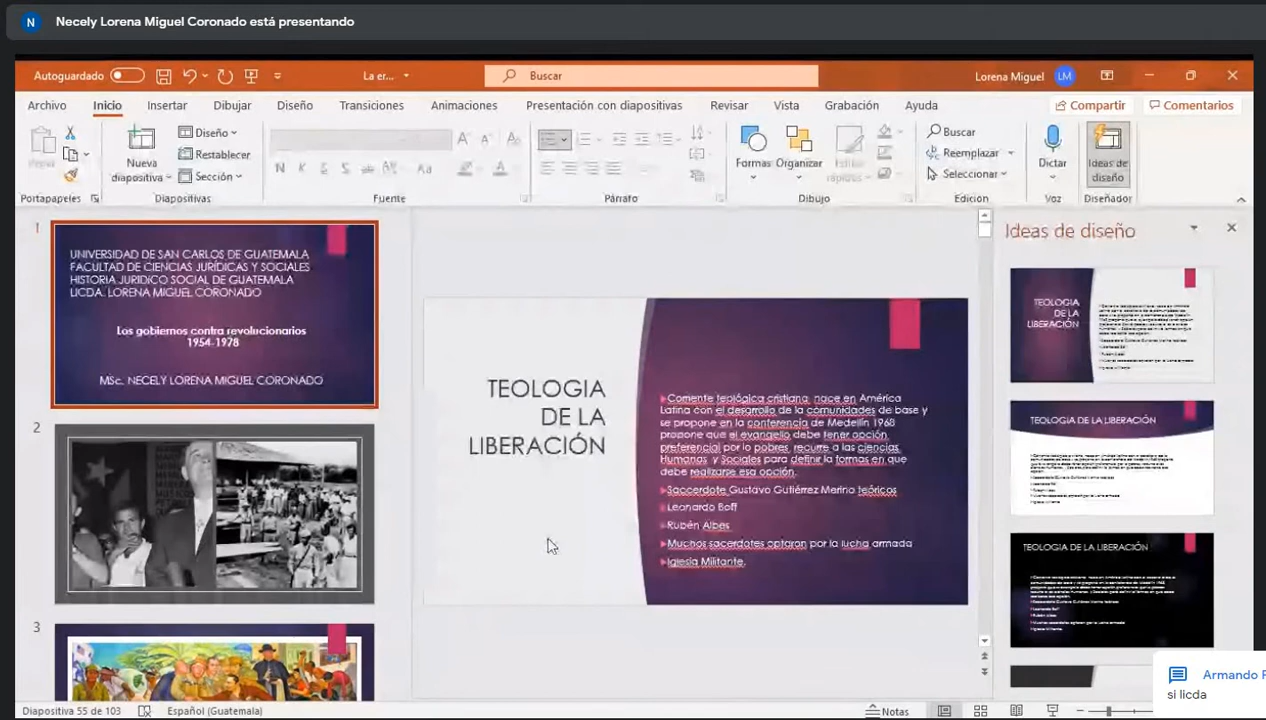 N Necely Lorena Miguel Coronado está presentando
Autoguardado
La er...
Buscar
Lorena Miguel LM
Archivo Inicio Insertar Dibujar Diseño Transiciones Animaciones Presentación con diapositivas Revisar Vista Grabación Ayuda Compartir Comentarios
Pegar
Nueva diapositiva
Diseño
Restablecer
Sección
Formas
Organizar
Estilos rápidos
Buscar
Reemplazar
Seleccionar
Dictar
Ideas de diseño
Portapapeles Diapositivas Fuente Párrafo Dibujo Edición Voz Diseñador
1
UNIVERSIDAD DE SAN CARLOS DE GUATEMALA
FACULTAD DE CIENCIAS JURÍDICAS Y SOCIALES
HISTORIA JURIDICO SOCIAL DE GUATEMALA
LICDA. LORENA MIGUEL CORONADO
Los gobiernos contra revolucionarios
1954-1978
MSc. NECELY LORENA MIGUEL CORONADO
2
3
TEOLOGIA
DE LA
LIBERACIÓN
Corriente teológica cristiana nace en América
Latina con el desarrollo de la comunidades de base y
se propone en la conferencia de Medellín 1968
propone que el evangelio debe tener opción
preferencial por lo pobres, recurre a las ciencias
Humanas y Sociales para definir la formas en que
debe realizarse esa opción.
Saccerdote Gustavo Gutiérrez Merino teóricos
Leonardo Boff
Rubén Albes
Muchos sacerdotes optaron por la lucha armada
Iglesia Militante.
Ideas de diseño
TEOLOGIA
DE LA
LIBERACIÓN
TEOLOGIA DE LA LIBERACIÓN
TEOLOGIA DE LA LIBERACIÓN
Armando
si licda
Diapositiva 55 de 103 Español (Guatemala) Notas